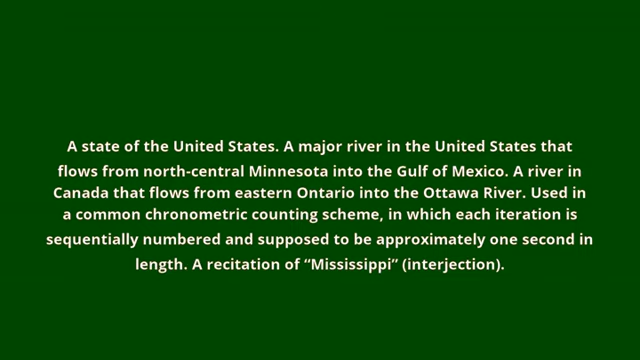 A state of the United States. A major river in the United States that
flows from north-central Minnesota into the Gulf of Mexico. A river in
Canada that flows from eastern Ontario into the Ottawa River. Used in
a common chronometric counting scheme, in which each iteration is
sequentially numbered and supposed to be approximately one second in
length. A recitation of “Mississippi” (interjection).